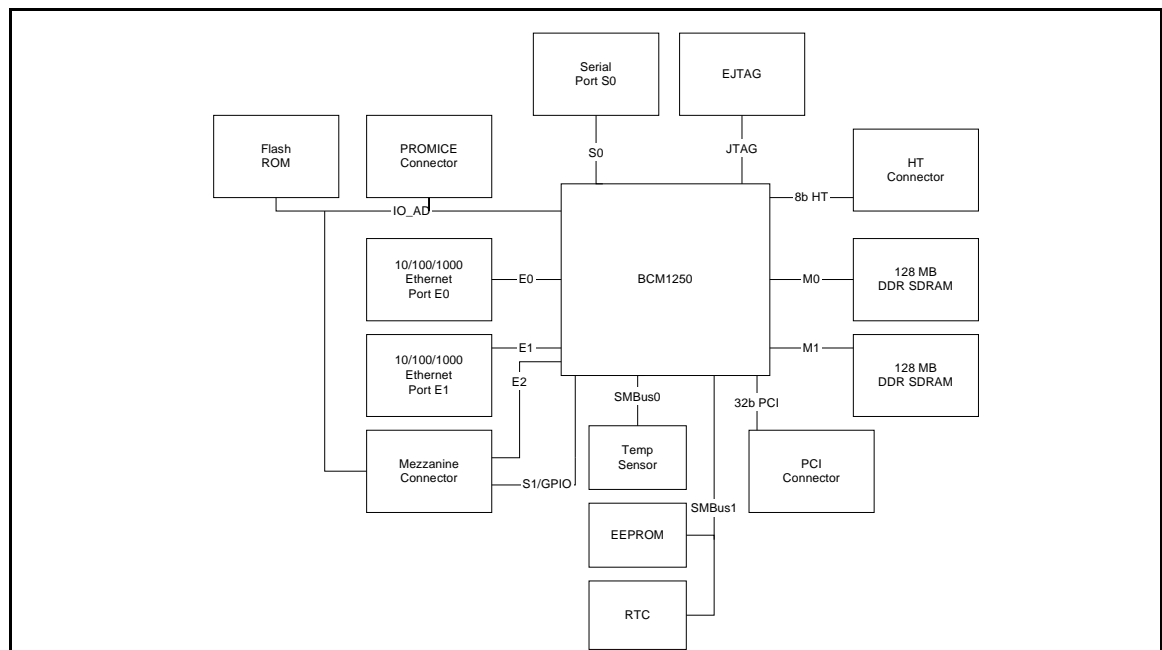 Serial
Port S0
EJTAG
Flash
ROM
PROMICE
Connector
HT
Connector
S0
JTAG
8b HT
IO_AD
10/100/1000
Ethernet
Port E0
E0
BCM1250
M0
128 MB
DDR SDRAM
10/100/1000
Ethernet
Port E1
E1
E2
M1
128 MB
DDR SDRAM
SMBus0
32b PCI
Mezzanine
Connector
S1/GPIO
Temp
Sensor
PCI
Connector
SMBus1
EEPROM
RTC